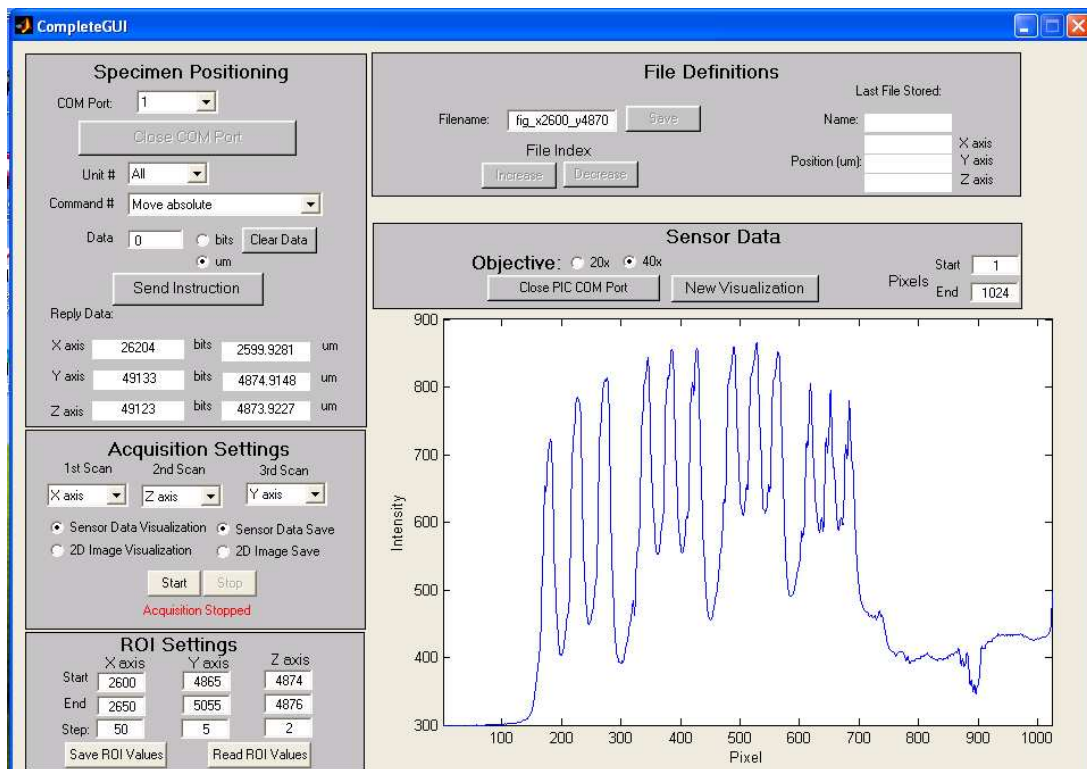 CompleteGUI
Specimen Positioning
COM Port: 1
Close COM Port
Unit # All
Command # Move absolute
Data 0 bits Clear Data
um
Send Instruction
Reply Data:
X axis 26204 bits 2599.9281 um
Y axis 49133 bits 4874.9148 um
Z axis 49123 bits 4873.9227 um
Acquisition Settings
1st Scan 2nd Scan 3rd Scan
X axis Z axis Y axis
Sensor Data Visualization Sensor Data Save
2D Image Visualization 2D Image Save
Start Stop
Acquisition Stopped
ROI Settings
X axis Y axis Z axis
Start 2600 4865 4874
End 2650 5055 4876
Step: 50 5 2
Save ROI Values Read ROI Values
File Definitions
Last File Stored:
Filename: fig_x2600_y4870 Save Name:
File Index
Increase Decrease
Position (um): X axis
Y axis
Z axis
Sensor Data
Objective: 20x 40x
Close PIC COM Port New Visualization
Pixels Start 1
End 1024
900
800
700
600
500
400
300
Intensity
100 200 300 400 500 600 700 800 900 1000
Pixel